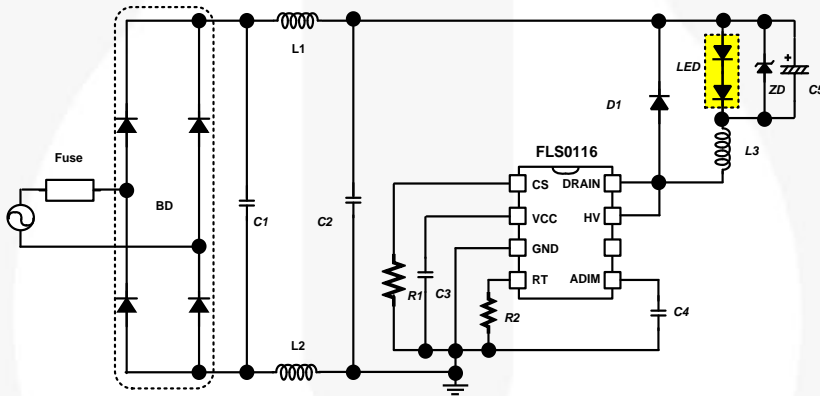 L1
LED
ZD
+
C5
D1
L3
Fuse
FLS0116
CS
DRAIN
BD
C1
C2
VCC
HV
GND
R1
C3
RT
ADIM
R2
C4
L2